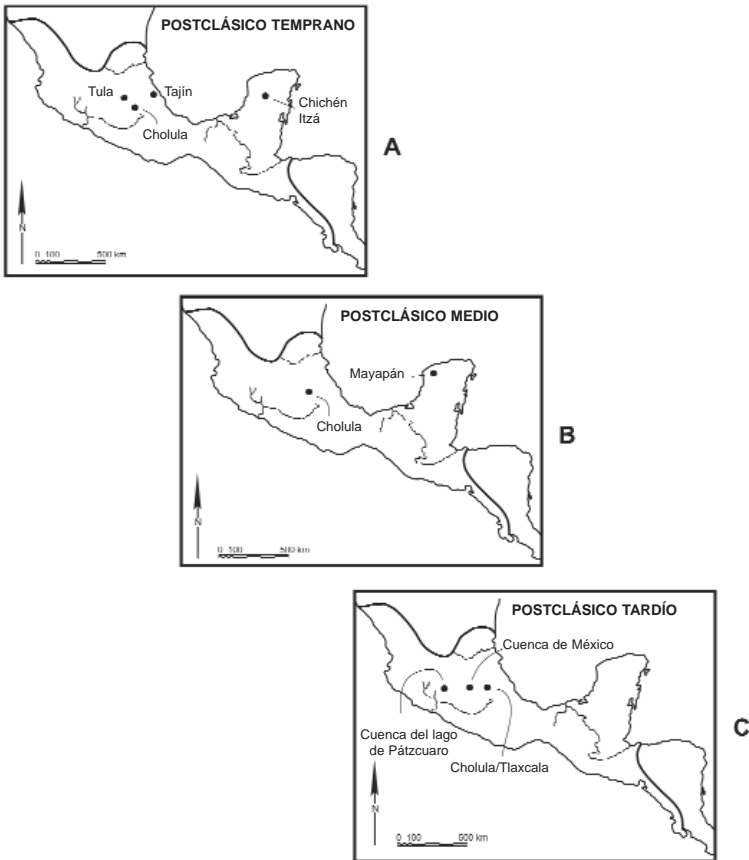 POSTCLÁSICO TEMPRANO
Tula
Tajín
Chichén
Itzá
Cholula
A
N
0 100 500 km
POSTCLÁSICO MEDIO
Mayapán
Cholula
B
N
0 100 500 km
POSTCLÁSICO TARDÍO
Cuenca de México
Cuenca del lago
de Pátzcuaro
Cholula/Tlaxcala
C
N
0 100 500 km